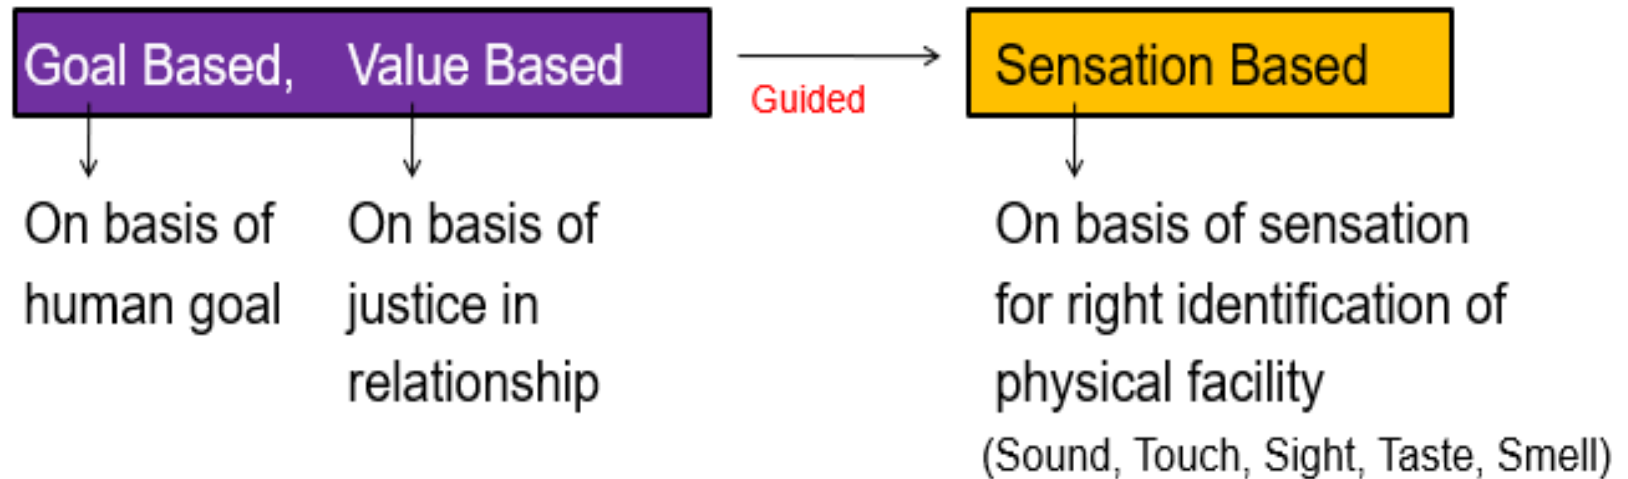 Goal Based, Value Based
Guided
Sensation Based
On basis of
human goal
On basis of
justice in
relationship
On basis of sensation
for right identification of
physical facility
(Sound, Touch, Sight, Taste, Smell)